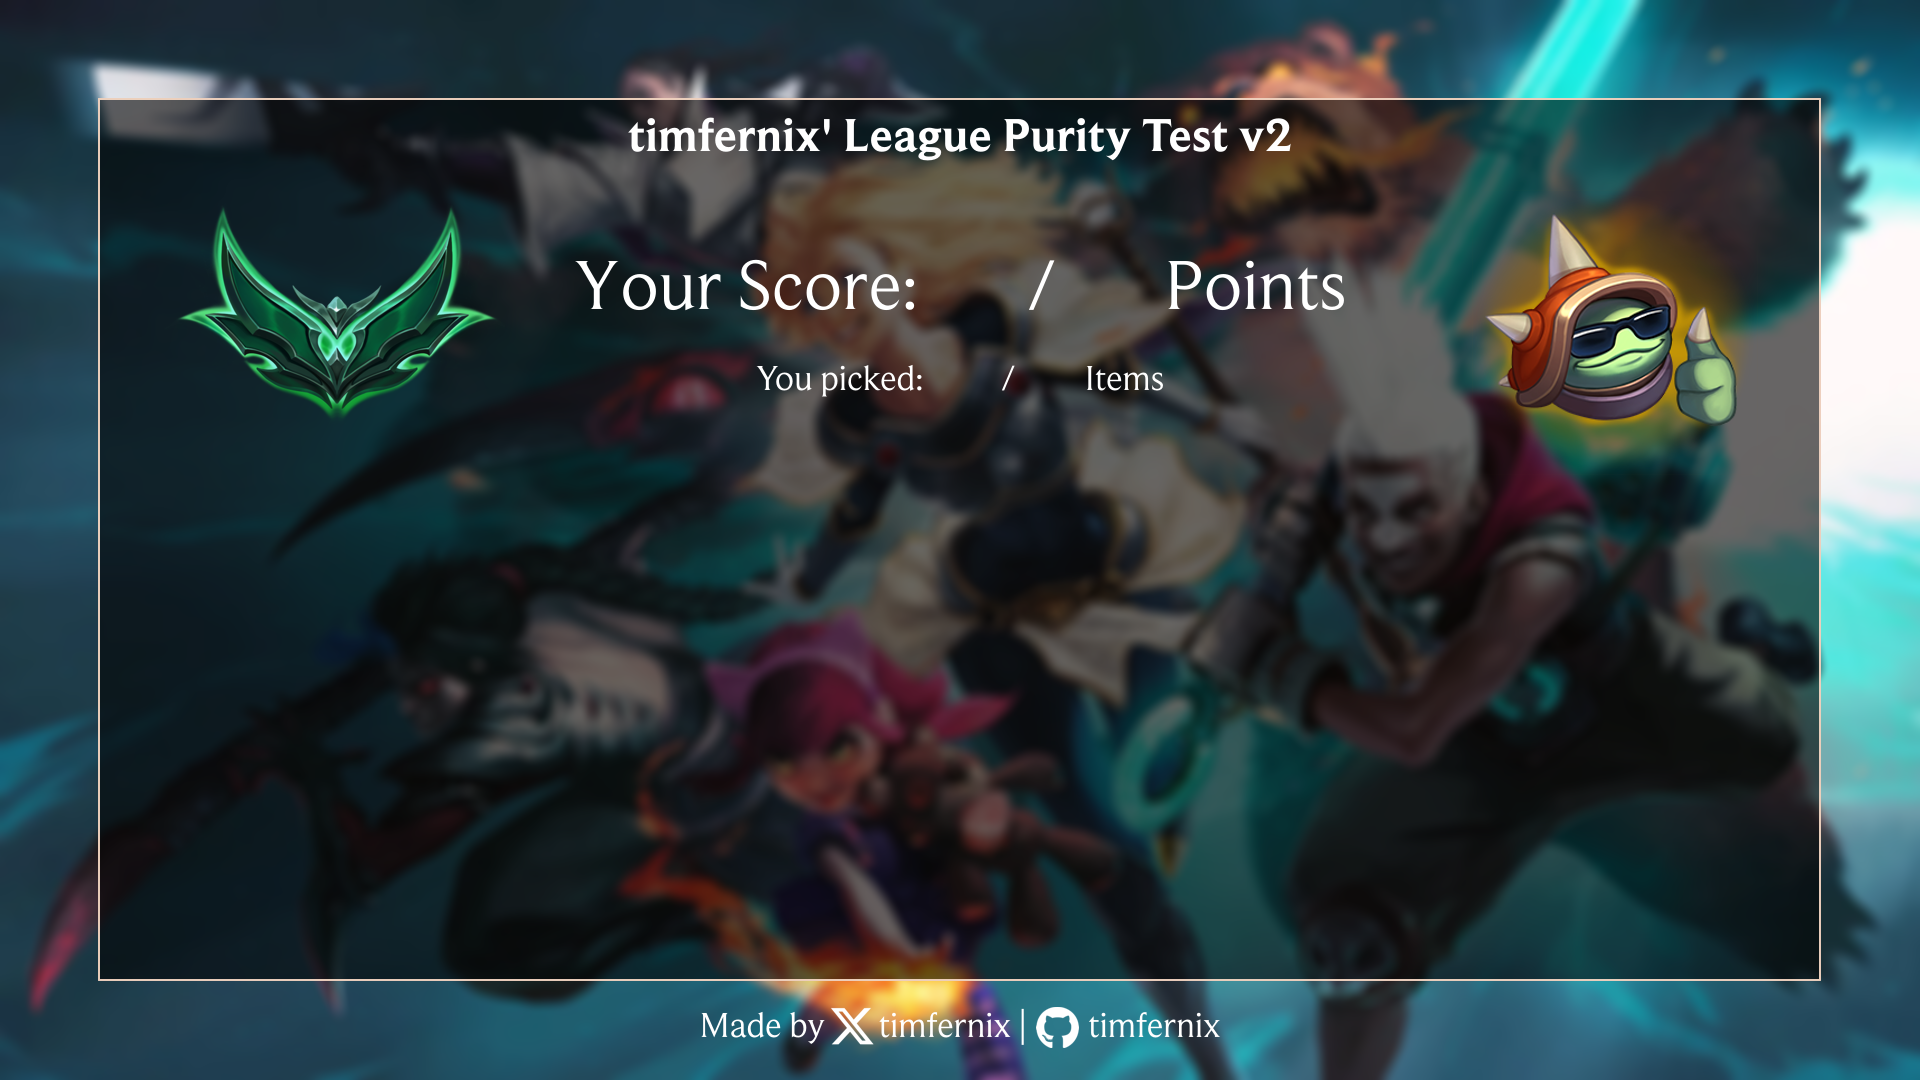 timfernix' League Purity Test v2
Your Score: / Points
You picked: / Items
Made by X timfernix | timfernix